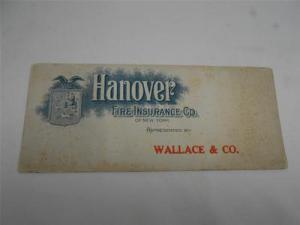 Hanover
FIRE INSURANCE CO.
OF NEW YORK.
REPRESENTED BY
WALLACE & CO.